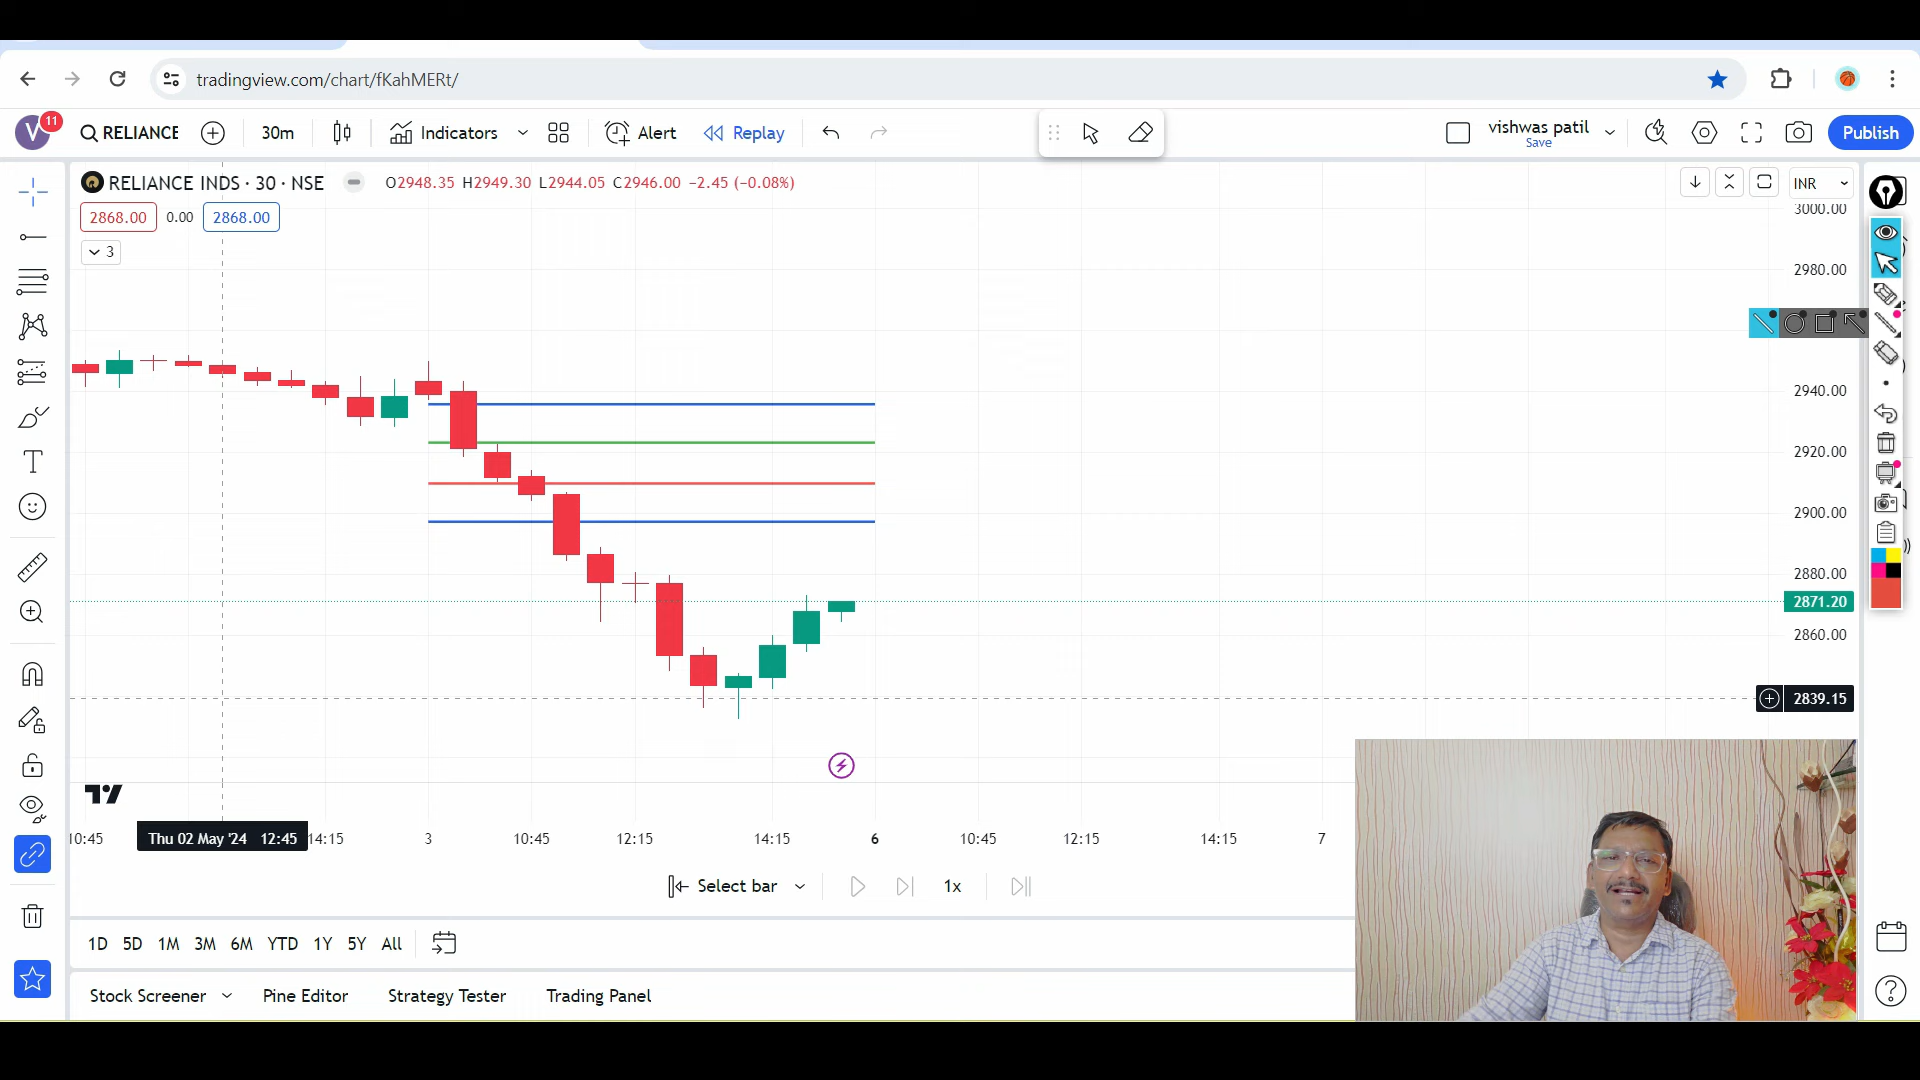 tradingview.com/chart/fKahMERt/
V 11 RELIANCE 30m Indicators Alert Replay vishwas patil Save Publish
RELIANCE INDS · 30 · NSE O2948.35 H2949.30 L2944.05 C2946.00 −2.45 (−0.08%) INR
2868.00 0.00 2868.00
3
3000.00
2980.00
2940.00
2920.00
2900.00
2880.00
2871.20
2860.00
2839.15
10:45 Thu 02 May '24 12:45 14:15 3 10:45 12:15 14:15 6 10:45 12:15 14:15 7
Select bar 1x
1D 5D 1M 3M 6M YTD 1Y 5Y All
Stock Screener Pine Editor Strategy Tester Trading Panel